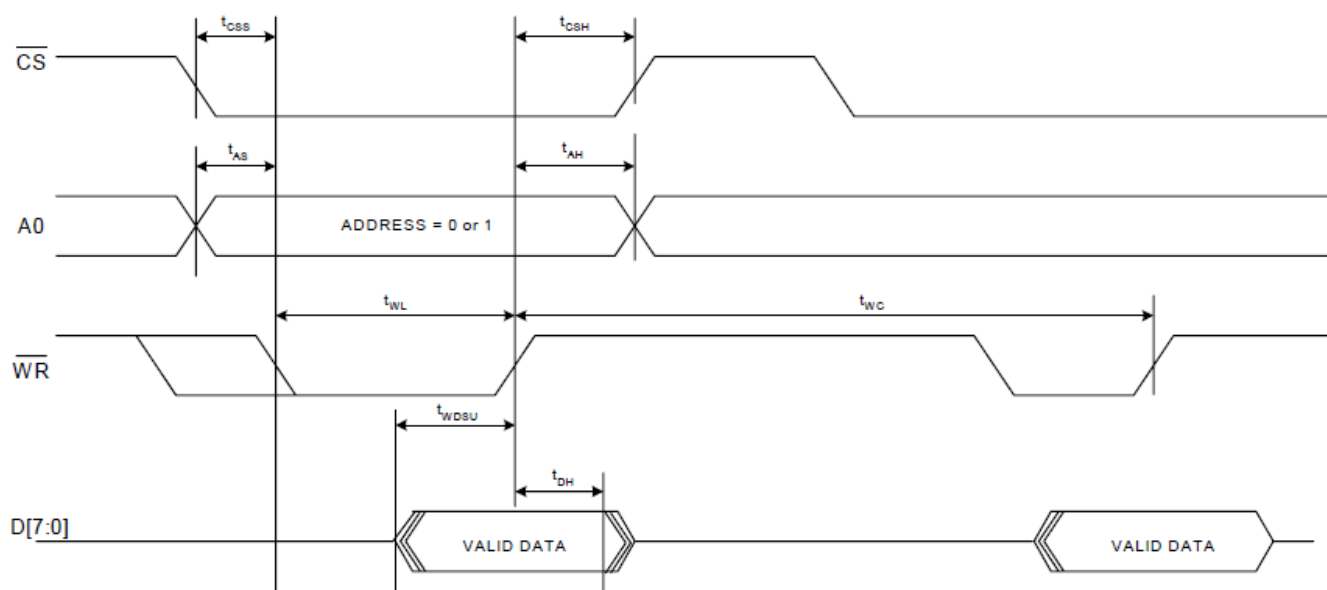 tCSS
tCSH
CS
tAS
tAH
A0
ADDRESS = 0 or 1
tWL
tWC
WR
tWDSU
tDH
D[7:0]
VALID DATA
VALID DATA